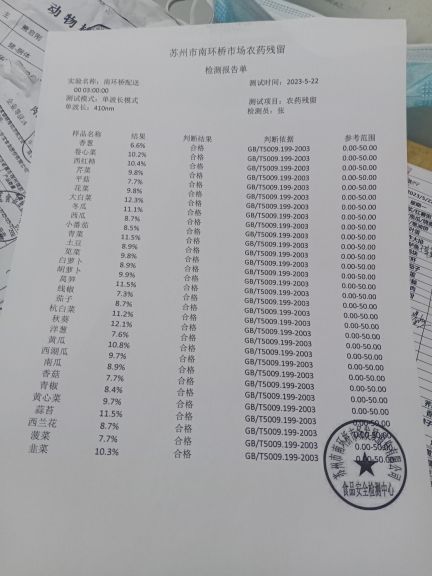 苏州市南环桥市场农药残留
检测报告单
实验名称：南环桥配送 测试时间：2023-5-22
00 03:00:00
测试模式：单波长模式 测试项目：农药残留
单波长：410nm 检测员：张
样品名称 结果 判断结果 判断依据 参考范围
香葱 6.6% 合格 GB/T5009.199-2003 0.00-50.00
卷心菜 10.2% 合格 GB/T5009.199-2003 0.00-50.00
西红柿 10.4% 合格 GB/T5009.199-2003 0.00-50.00
芹菜 9.8% 合格 GB/T5009.199-2003 0.00-50.00
平菇 7.7% 合格 GB/T5009.199-2003 0.00-50.00
花菜 9.8% 合格 GB/T5009.199-2003 0.00-50.00
大白菜 12.3% 合格 GB/T5009.199-2003 0.00-50.00
冬瓜 11.1% 合格 GB/T5009.199-2003 0.00-50.00
西瓜 8.7% 合格 GB/T5009.199-2003 0.00-50.00
小番茄 8.5% 合格 GB/T5009.199-2003 0.00-50.00
青菜 11.5% 合格 GB/T5009.199-2003 0.00-50.00
土豆 8.9% 合格 GB/T5009.199-2003 0.00-50.00
苋菜 9.8% 合格 GB/T5009.199-2003 0.00-50.00
白萝卜 8.9% 合格 GB/T5009.199-2003 0.00-50.00
胡萝卜 9.9% 合格 GB/T5009.199-2003 0.00-50.00
莴笋 11.5% 合格 GB/T5009.199-2003 0.00-50.00
线椒 7.3% 合格 GB/T5009.199-2003 0.00-50.00
茄子 8.7% 合格 GB/T5009.199-2003 0.00-50.00
杭白菜 11.2% 合格 GB/T5009.199-2003 0.00-50.00
秋葵 12.1% 合格 GB/T5009.199-2003 0.00-50.00
洋葱 7.6% 合格 GB/T5009.199-2003 0.00-50.00
黄瓜 10.8% 合格 GB/T5009.199-2003 0.00-50.00
西湖瓜 9.7% 合格 GB/T5009.199-2003 0.00-50.00
南瓜 8.9% 合格 GB/T5009.199-2003 0.00-50.00
香菇 7.7% 合格 GB/T5009.199-2003 0.00-50.00
青椒 8.4% 合格 GB/T5009.199-2003 0.00-50.00
黄心菜 9.7% 合格 GB/T5009.199-2003 0.00-50.00
蒜苔 11.5% 合格 GB/T5009.199-2003 0.00-50.00
西兰花 8.7% 合格 GB/T5009.199-2003 0.00-50.00
菠菜 7.7% 合格 GB/T5009.199-2003 0.00-50.00
韭菜 10.3% 合格 GB/T5009.199-2003 0.00-50.00
苏州市南环桥
食品安全检测中心
动物